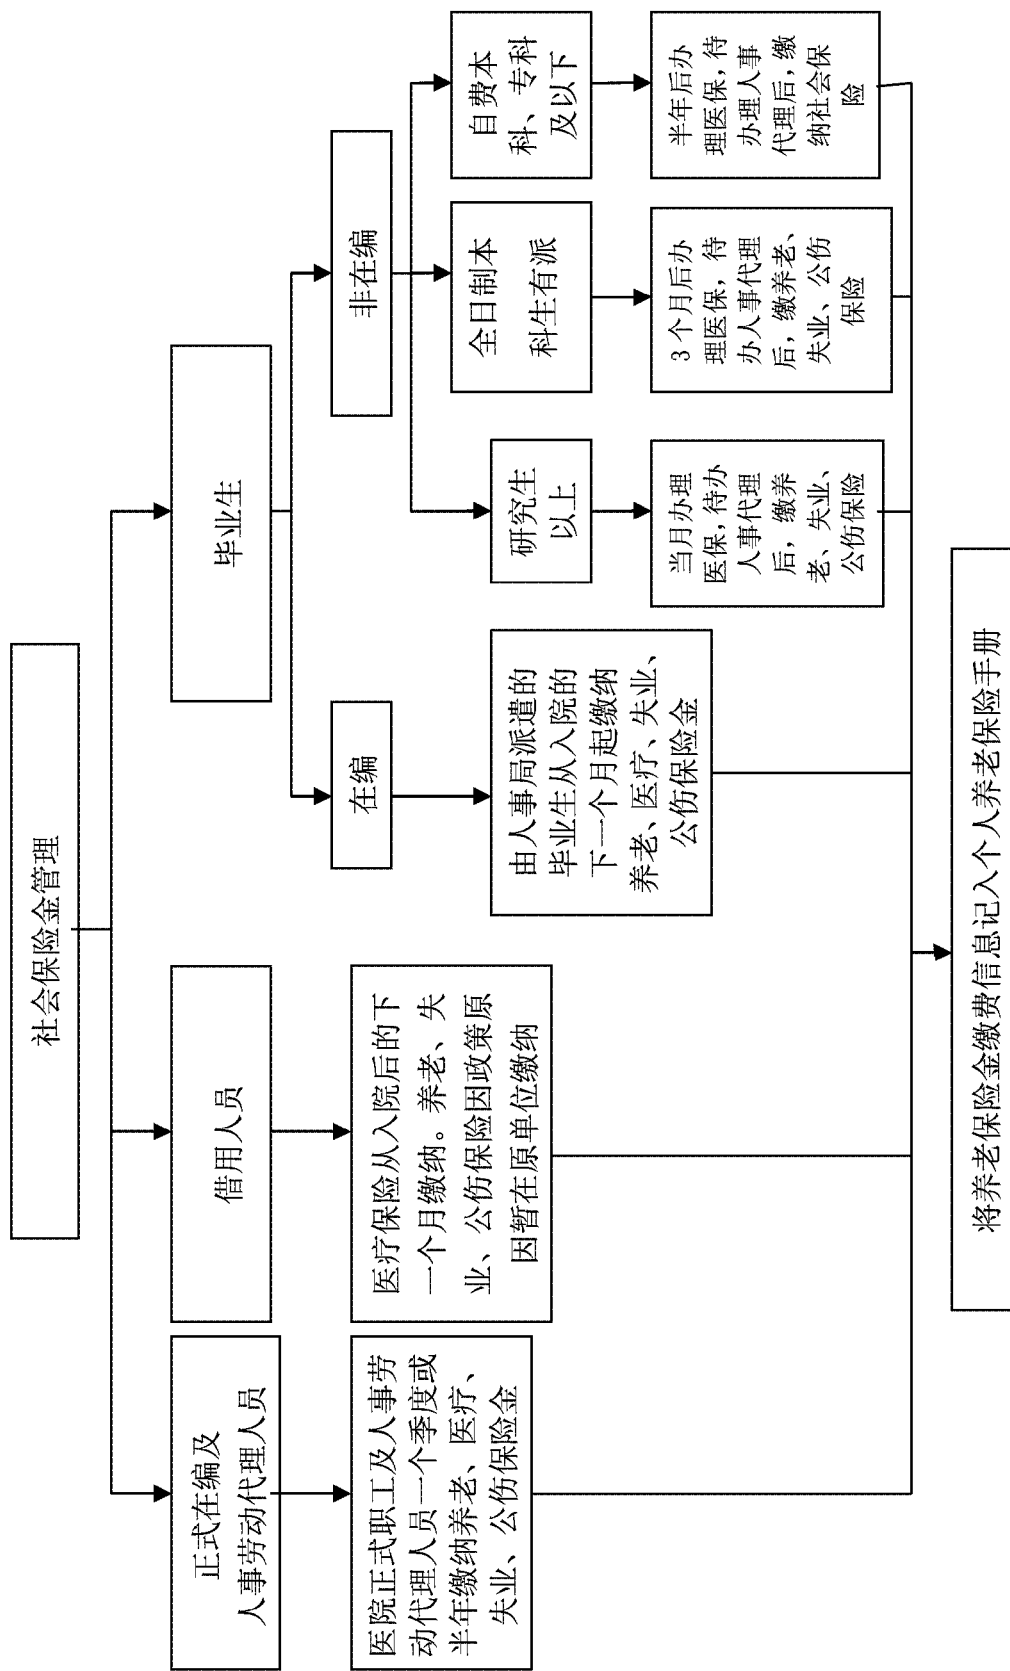 社会保险金管理
正式在编及
人事劳动代理人员
借用人员
毕业生
医院正式职工及人事劳
动代理人员一个季度或
半年缴纳养老、医疗、
失业、公伤保险金
医疗保险从入院后的下
一个月缴纳。养老、失
业、公伤保险因政策原
因暂在原单位缴纳
在编
非在编
由人事局派遣的
毕业生从入院的
下一个月起缴纳
养老、医疗、失业、
公伤保险金
研究生
以上
全日制本
科生有派
自费本
科、专科
及以下
当月办理
医保,待办
人事代理
后，缴养
老、失业、
公伤保险
3 个月后办
理医保,待
办人事代理
后，缴养老、
失业、公伤
保险
半年后办
理医保,待
办理人事
代理后,缴
纳社会保
险
将养老保险金缴费信息记入个人养老保险手册